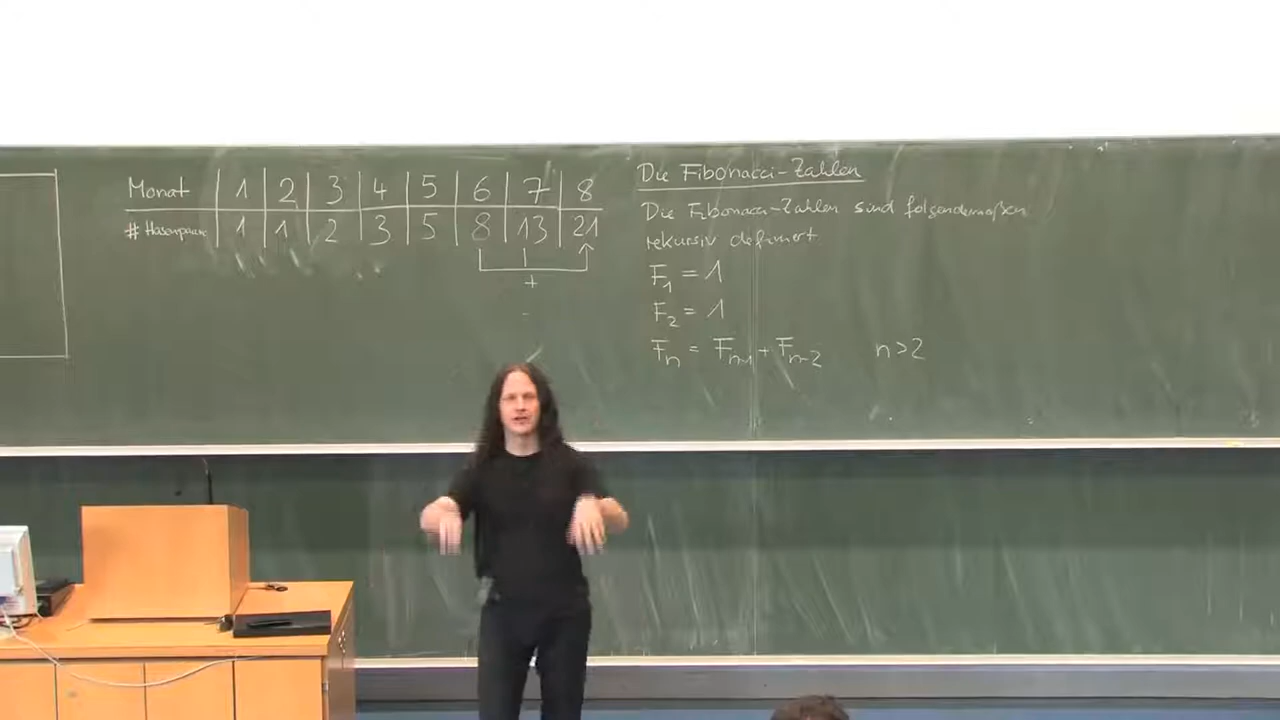 Monat 1 2 3 4 5 6 7 8
# Hasenpaare 1 1 2 3 5 8 13 21
+
Die Fibonacci-Zahlen
Die Fibonacci-Zahlen sind folgendermaßen
rekursiv definiert
F₁ = 1
F₂ = 1
Fₙ = Fₙ₋₁ + Fₙ₋₂ n>2